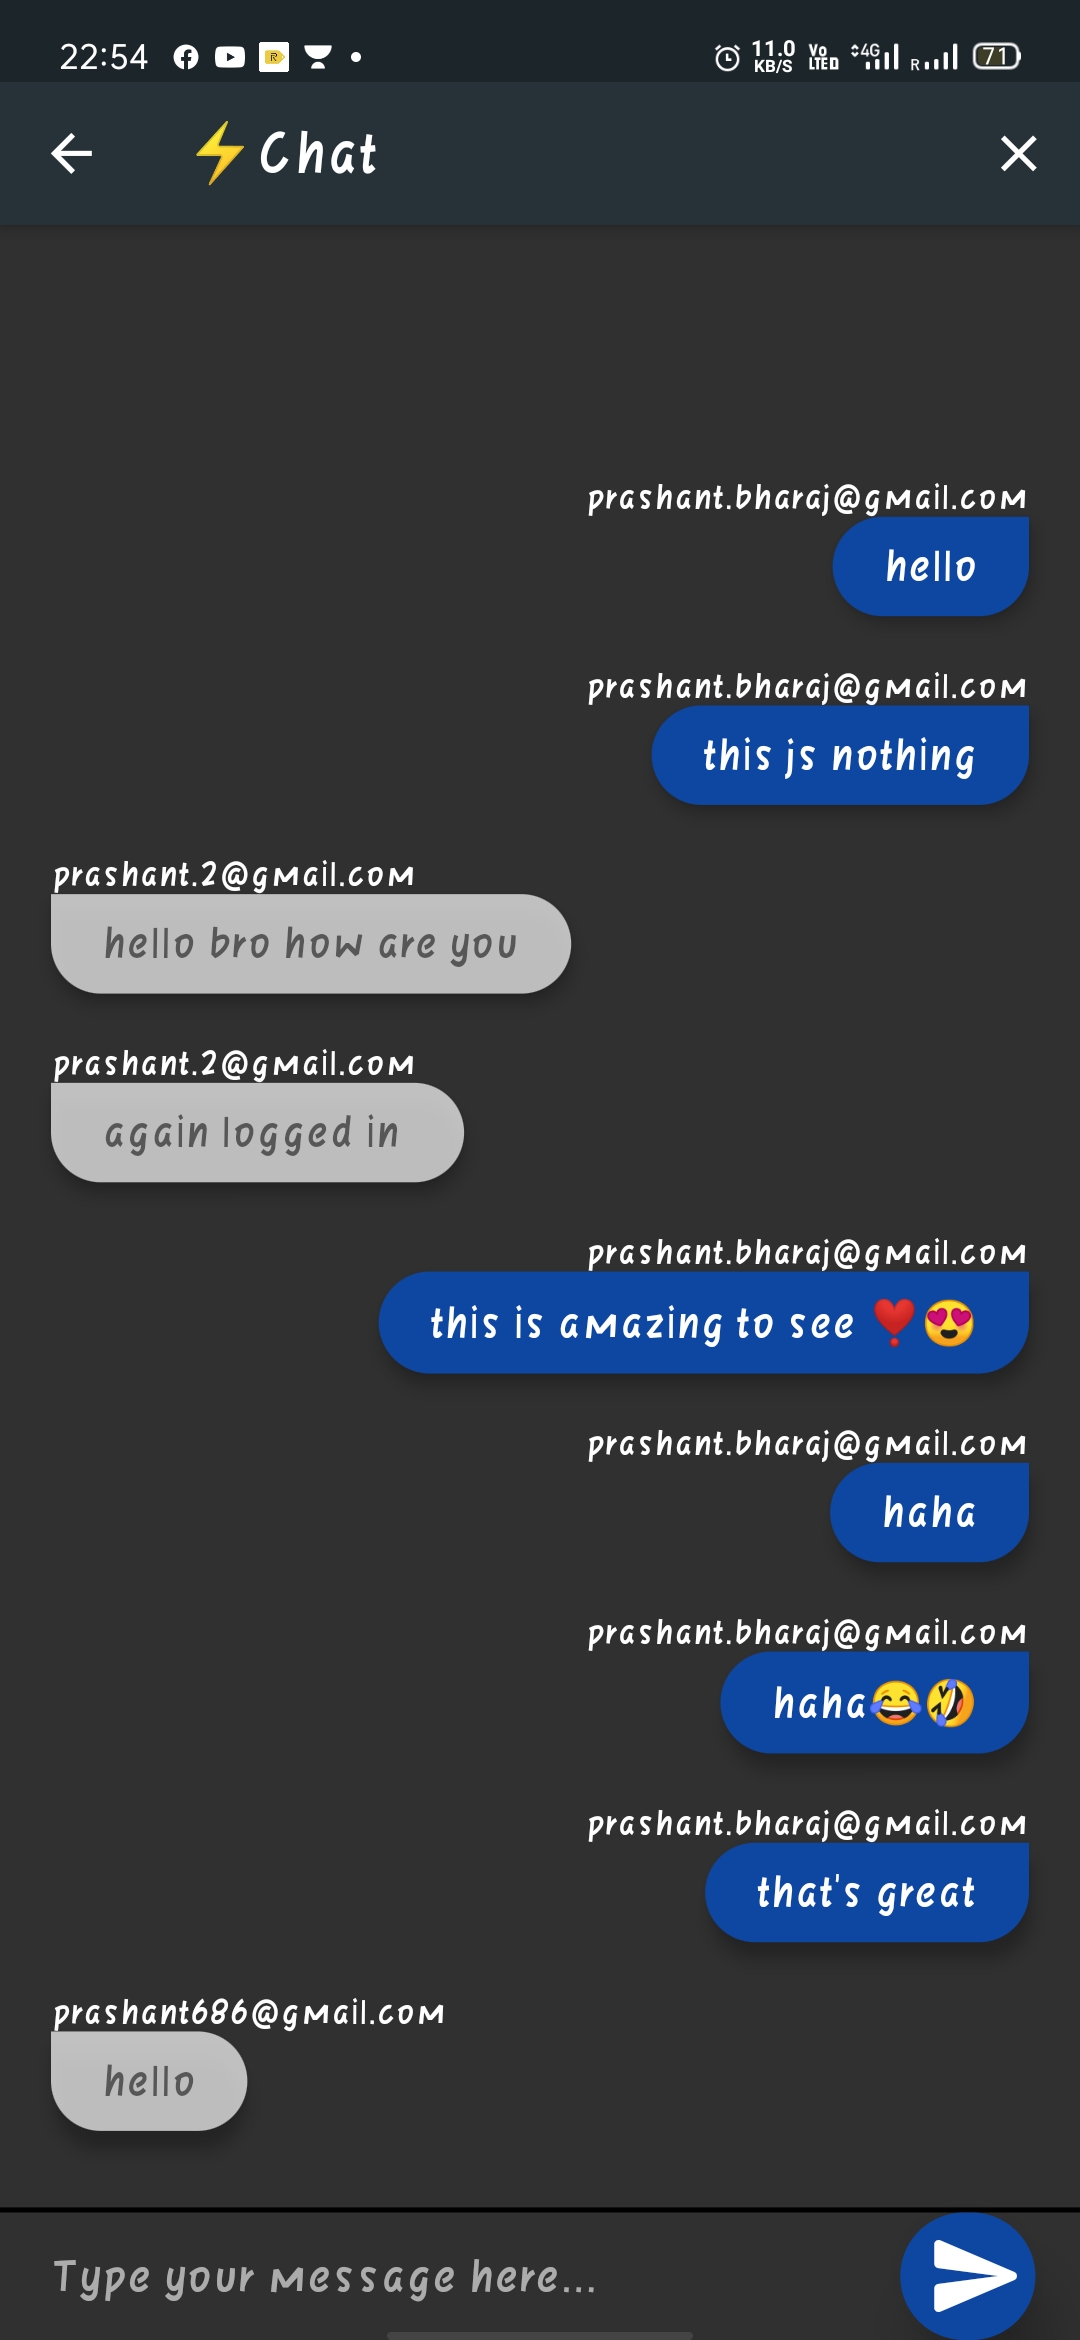 22:54
11.0 KB/S Vo LTE D 4G R 71
⚡Chat
prashant.bharaj@gmail.com
hello
prashant.bharaj@gmail.com
this js nothing
prashant.2@gmail.com
hello bro how are you
prashant.2@gmail.com
again logged in
prashant.bharaj@gmail.com
this is amazing to see ❣️😍
prashant.bharaj@gmail.com
haha
prashant.bharaj@gmail.com
haha😂🤣
prashant.bharaj@gmail.com
that's great
prashant686@gmail.com
hello
Type your message here...